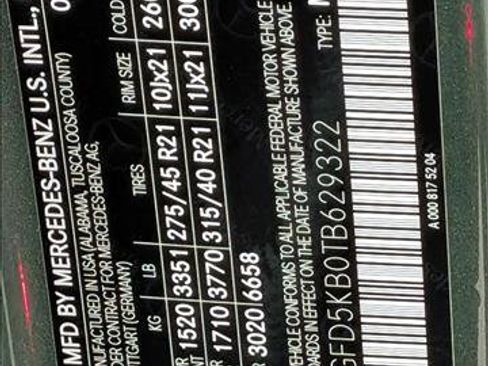 MFD BY MERCEDES-BENZ U.S. INTL.,
MANUFACTURED IN USA (ALABAMA, TUSCALOOSA COUNTY)
UNDER CONTRACT FOR MERCEDES-BENZ AG,
STUTTGART (GERMANY)
KG LB TIRES RIM SIZE COLD
1520 3351 275/45 R21 10Jx21
1710 3770 315/40 R21 11Jx21 300
3020 6658
VEHICLE CONFORMS TO ALL APPLICABLE FEDERAL MOTOR VEHICLE
STANDARDS IN EFFECT ON THE DATE OF MANUFACTURE SHOWN ABOVE.
GFD5KB0TB629322 TYPE:
A 000 817 52 04